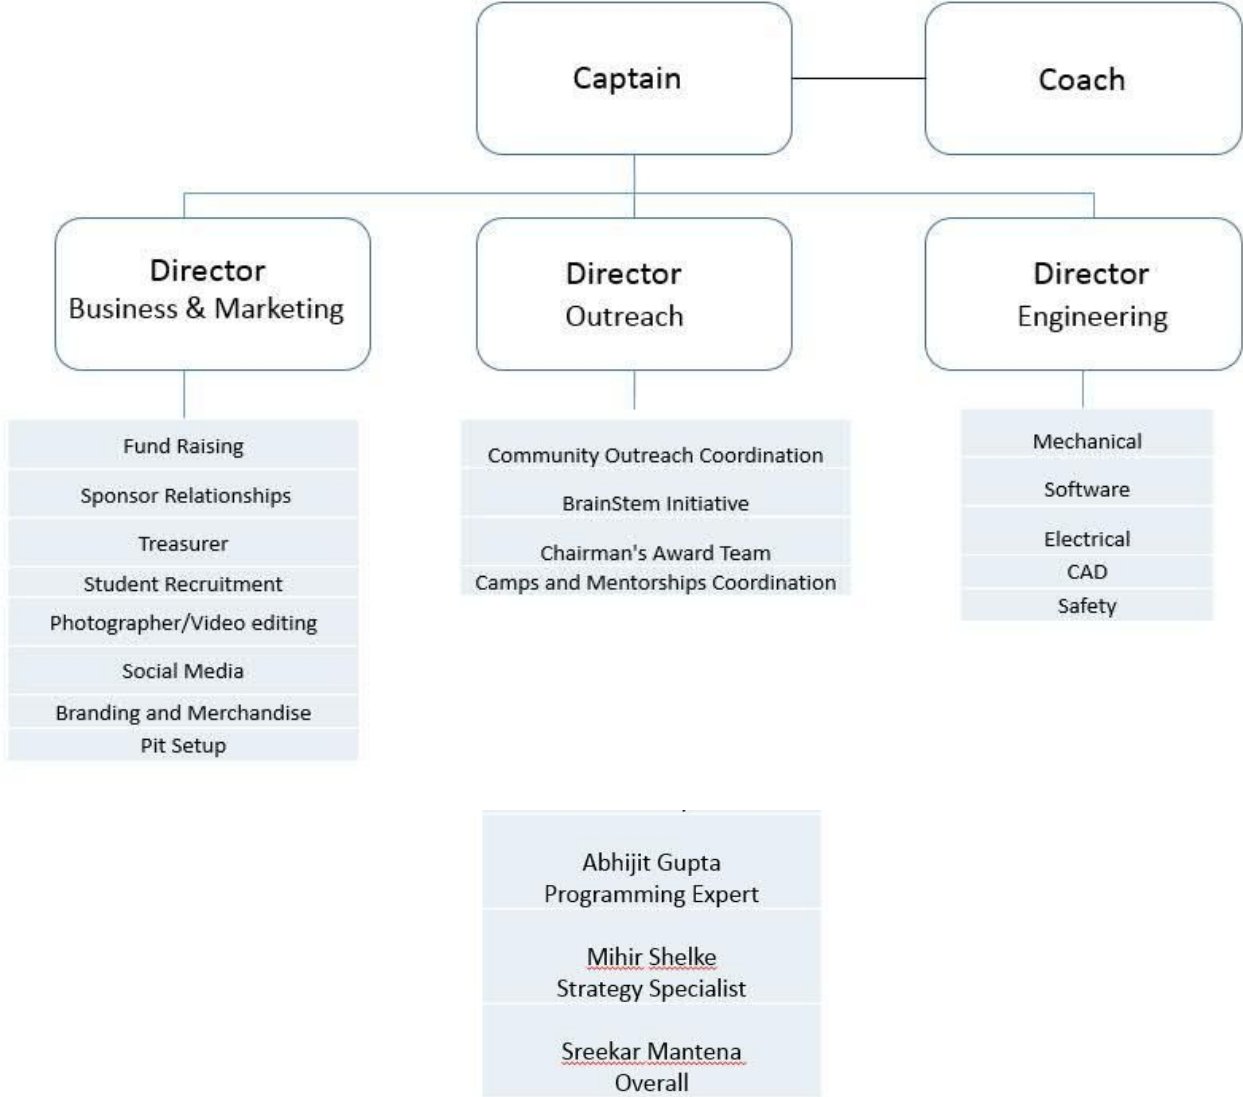 Captain
Coach
Director
Business & Marketing
Director
Outreach
Director
Engineering
Fund Raising
Sponsor Relationships
Treasurer
Student Recruitment
Photographer/Video editing
Social Media
Branding and Merchandise
Pit Setup
Community Outreach Coordination
BrainStem Initiative
Chairman's Award Team
Camps and Mentorships Coordination
Mechanical
Software
Electrical
CAD
Safety
Abhijit Gupta
Programming Expert
Mihir Shelke
Strategy Specialist
Sreekar Mantena
Overall